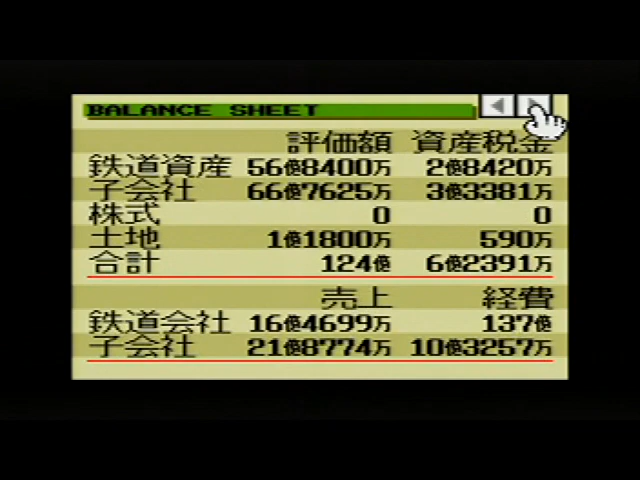 BALANCE SHEET
評価額 資産税金
鉄道資産 56億8400万 2億8420万
子会社 66億7625万 3億3381万
株式 0 0
土地 1億1800万 590万
合計 124億 6億2391万
売上 経費
鉄道会社 16億4699万 137億
子会社 21億8774万 10億3257万